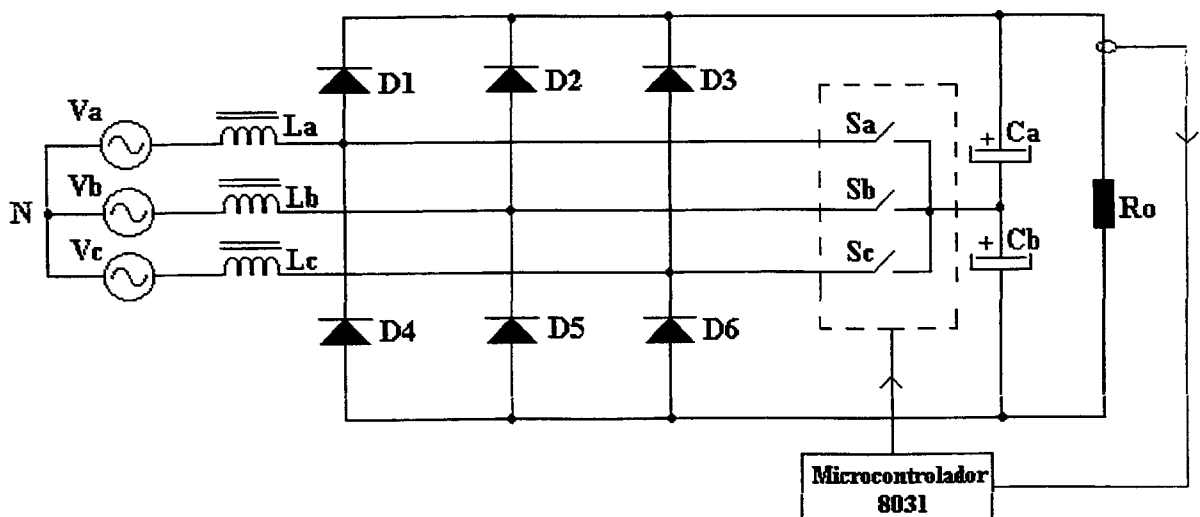 D1
D2
D3
Va
La
Sa
+ Ca
Vb
Lb
Sb
N
Ro
Vc
Lc
Sc
+ Cb
D4
D5
D6
Microcontrolador
8031